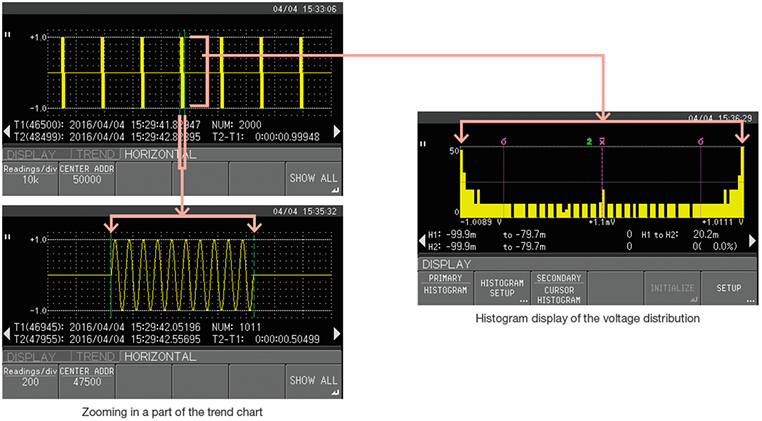 04/04 15:33:06
+1.0
-1.0
T1(46500): 2016/04/04 15:29:41.82947 NUM: 2000
T2(48499): 2016/04/04 15:29:42.82895 T2-T1: 0:00:00.99948
DISPLAY TREND HORIZONTAL
Readings/div CENTER ADDR
10k 50000 SHOW ALL
04/04 15:35:32
+1.0
-1.0
T1(46945): 2016/04/04 15:29:42.05196 NUM: 1011
T2(47955): 2016/04/04 15:29:42.55695 T2-T1: 0:00:00.50499
DISPLAY TREND HORIZONTAL
Readings/div CENTER ADDR
200 47500 SHOW ALL
Zooming in a part of the trend chart
04/04 15:36:29
σ 2 x̄ σ
50
0
-1.0089 V +1.1mV +1.0111 V
H1: -99.9m to -79.7m 0 H1 to H2: 20.2m
H2: -99.9m to -79.7m 0 0( 0.0%)
DISPLAY
PRIMARY HISTOGRAM SECONDARY
HISTOGRAM SETUP CURSOR INITIALIZE SETUP
... HISTOGRAM ...
Histogram display of the voltage distribution